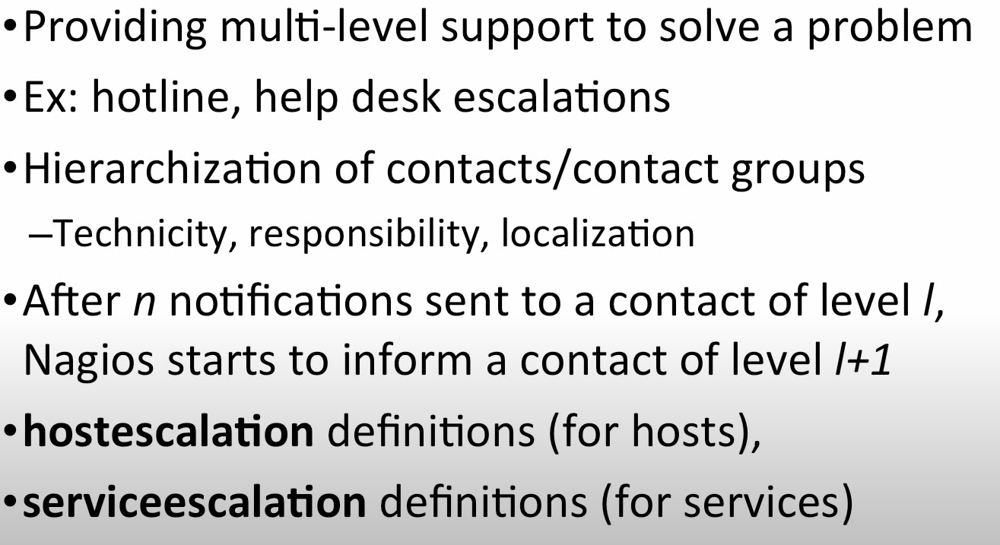 •Providing multi-level support to solve a problem
•Ex: hotline, help desk escalations
•Hierarchization of contacts/contact groups
–Technicity, responsibility, localization
•After n notifications sent to a contact of level l,
Nagios starts to inform a contact of level l+1
•hostescalation definitions (for hosts),
•serviceescalation definitions (for services)